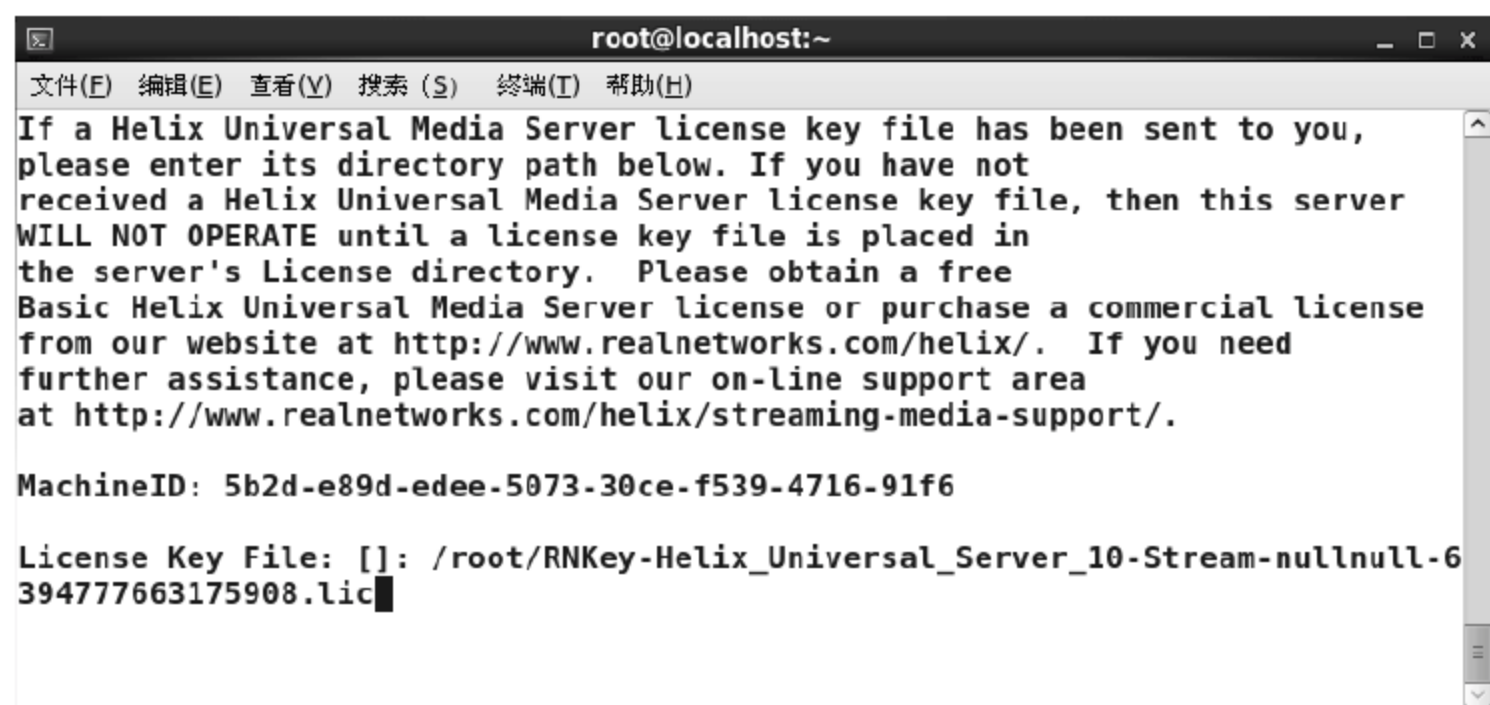 root@localhost:~
文件(F) 编辑(E) 查看(V) 搜索 (S) 终端(T) 帮助(H)
If a Helix Universal Media Server license key file has been sent to you,
please enter its directory path below. If you have not
received a Helix Universal Media Server license key file, then this server
WILL NOT OPERATE until a license key file is placed in
the server's License directory.  Please obtain a free
Basic Helix Universal Media Server license or purchase a commercial license
from our website at http://www.realnetworks.com/helix/.  If you need
further assistance, please visit our on-line support area
at http://www.realnetworks.com/helix/streaming-media-support/.
MachineID: 5b2d-e89d-edee-5073-30ce-f539-4716-91f6
License Key File: []: /root/RNKey-Helix_Universal_Server_10-Stream-nullnull-6
394777663175908.lic